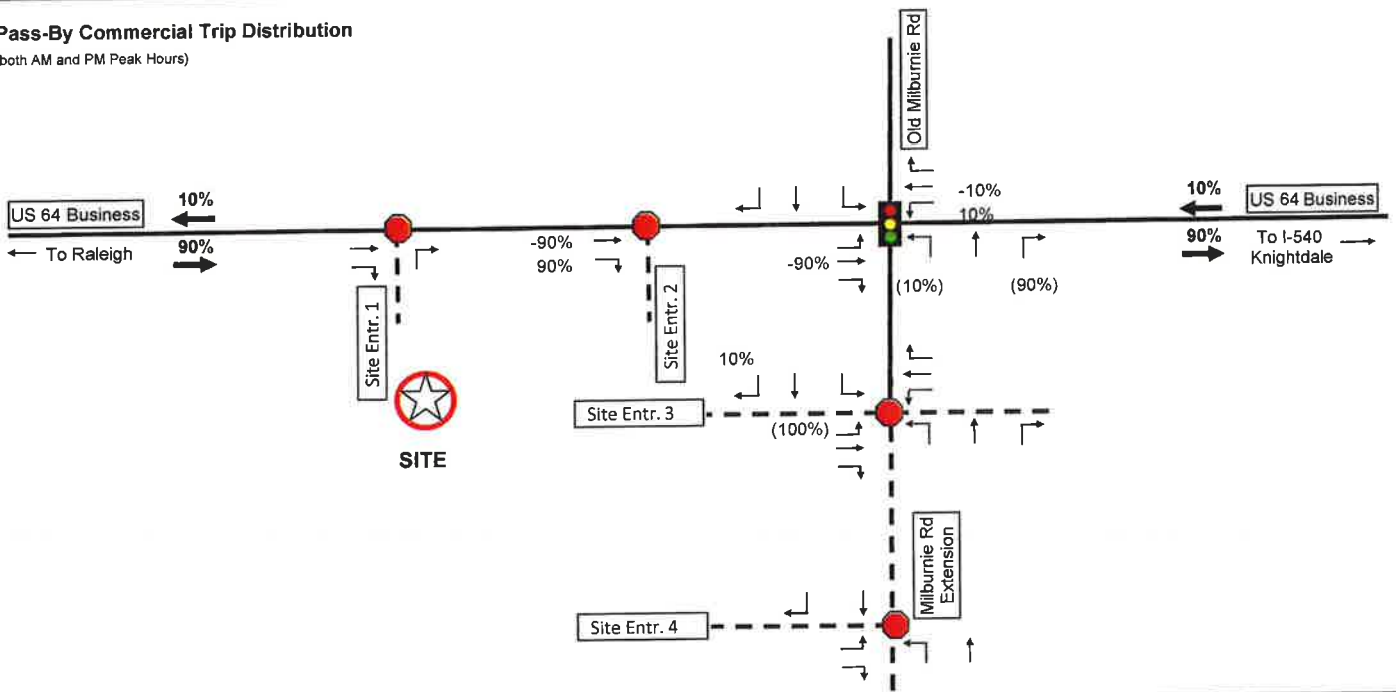 Pass-By Commercial Trip Distribution
both AM and PM Peak Hours)
Old Milburnie Rd
US 64 Business
10%
90%
To Raleigh
-90%
90%
-10%
10%
-90%
(10%)
(90%)
10%
90%
US 64 Business
To I-540
Knightdale
Site Entr. 1
Site Entr. 2
SITE
10%
Site Entr. 3
(100%)
Milburnie Rd
Extension
Site Entr. 4